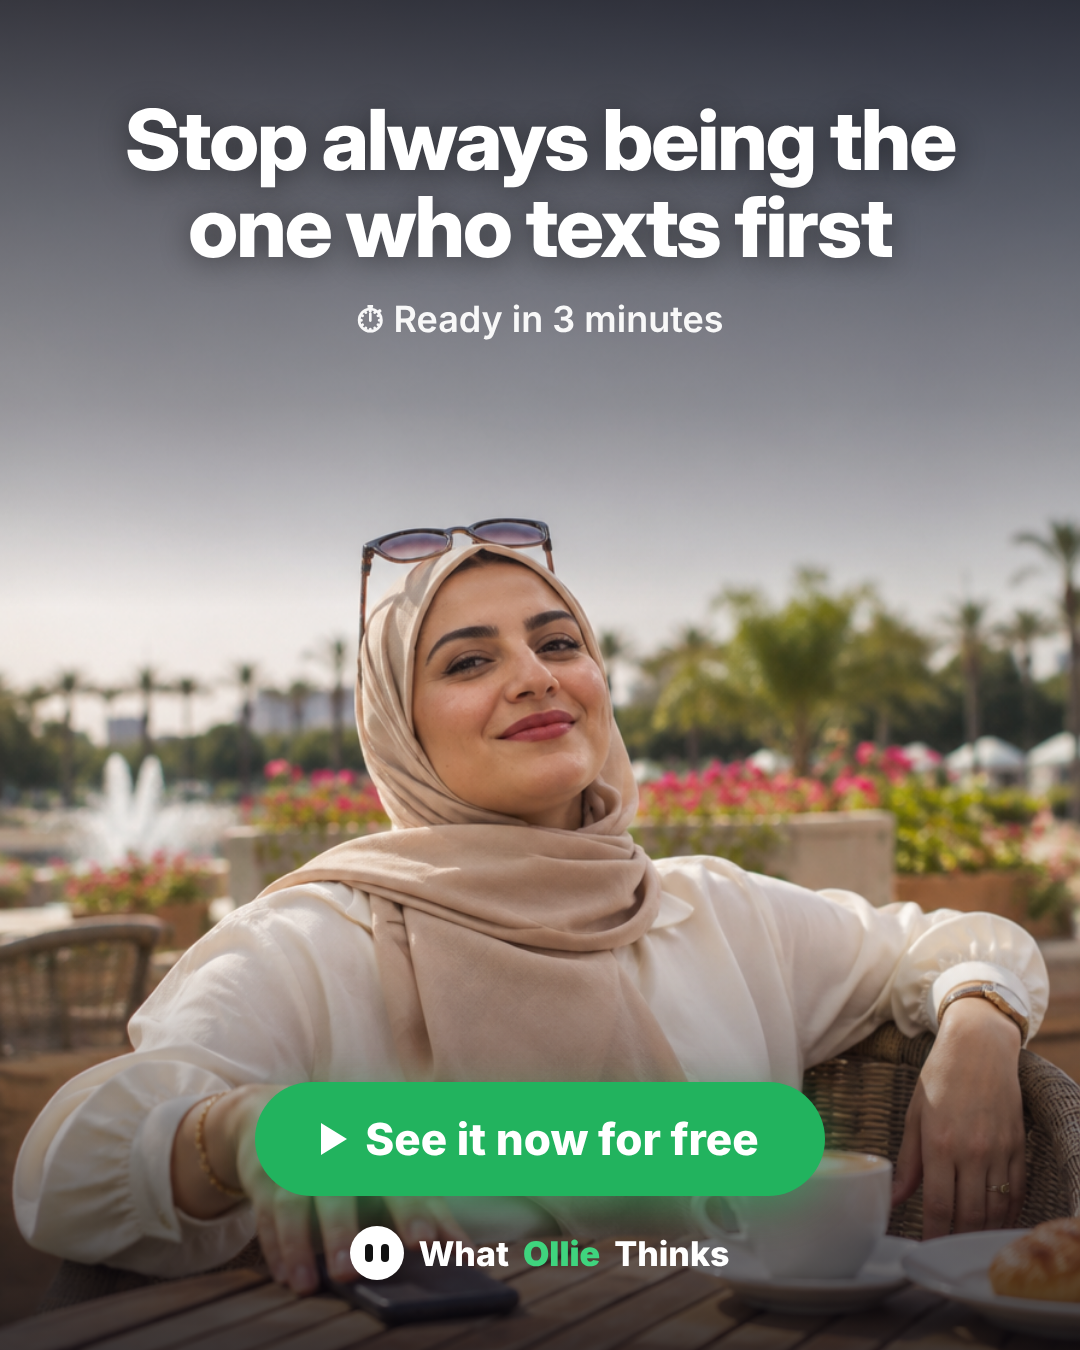 Stop always being the
one who texts first
⏱ Ready in 3 minutes
▶ See it now for free
What Ollie Thinks